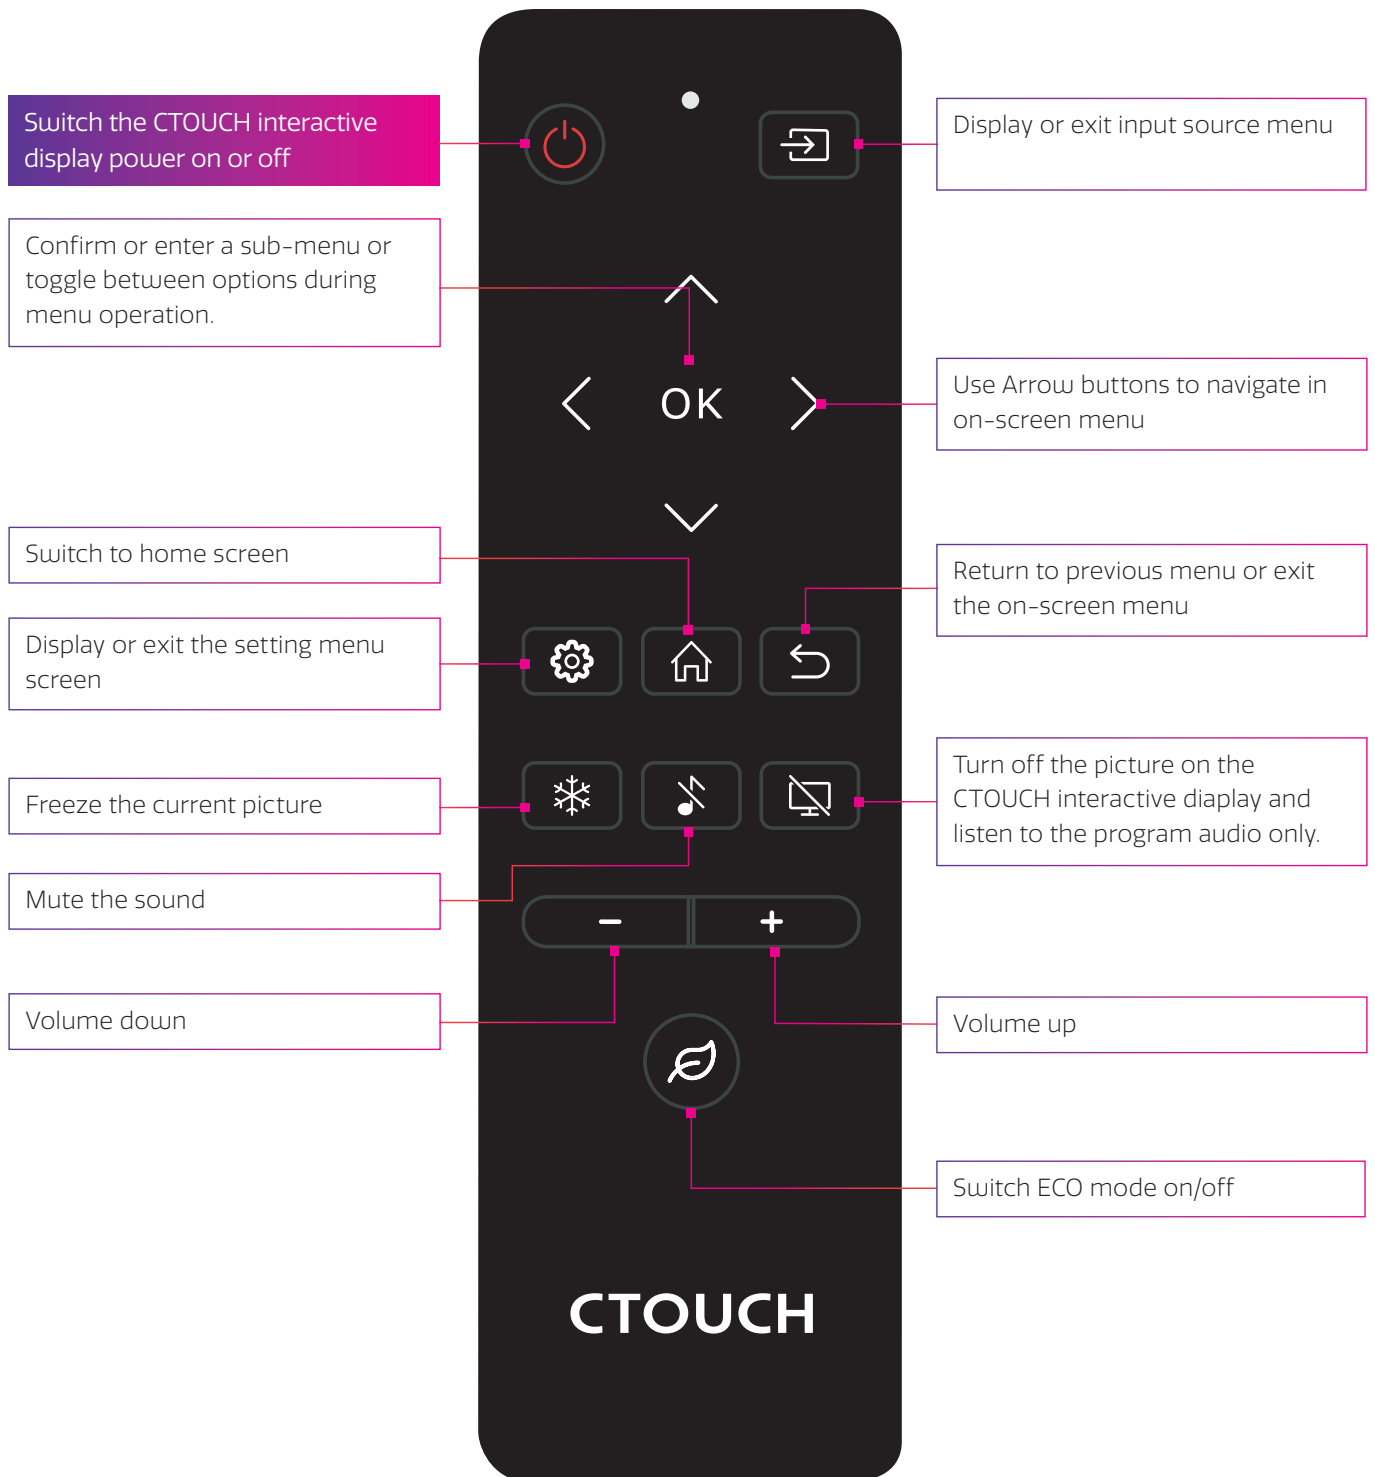 Switch the CTOUCH interactive
display power on or off
Display or exit input source menu
Confirm or enter a sub-menu or
toggle between options during
menu operation.
OK
Use Arrow buttons to navigate in
on-screen menu
Switch to home screen
Return to previous menu or exit
the on-screen menu
Display or exit the setting menu
screen
Turn off the picture on the
CTOUCH interactive diaplay and
listen to the program audio only.
Freeze the current picture
Mute the sound
- +
Volume down
Volume up
Switch ECO mode on/off
CTOUCH